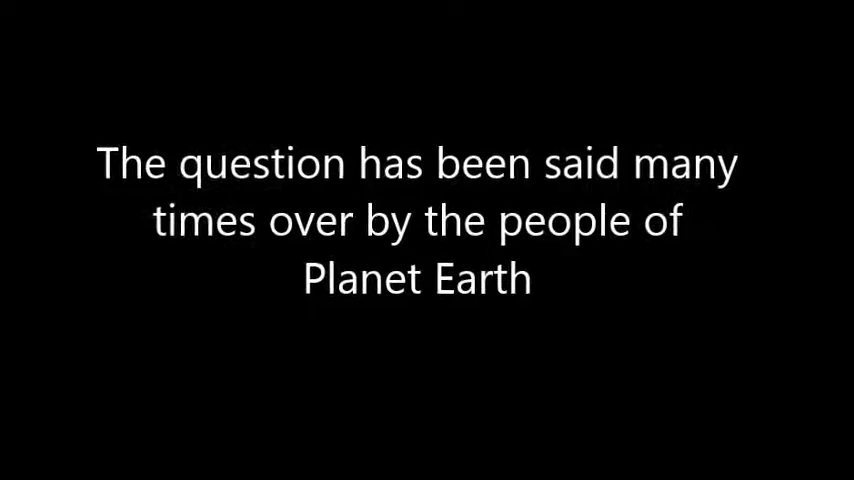 The question has been said many
times over by the people of
Planet Earth